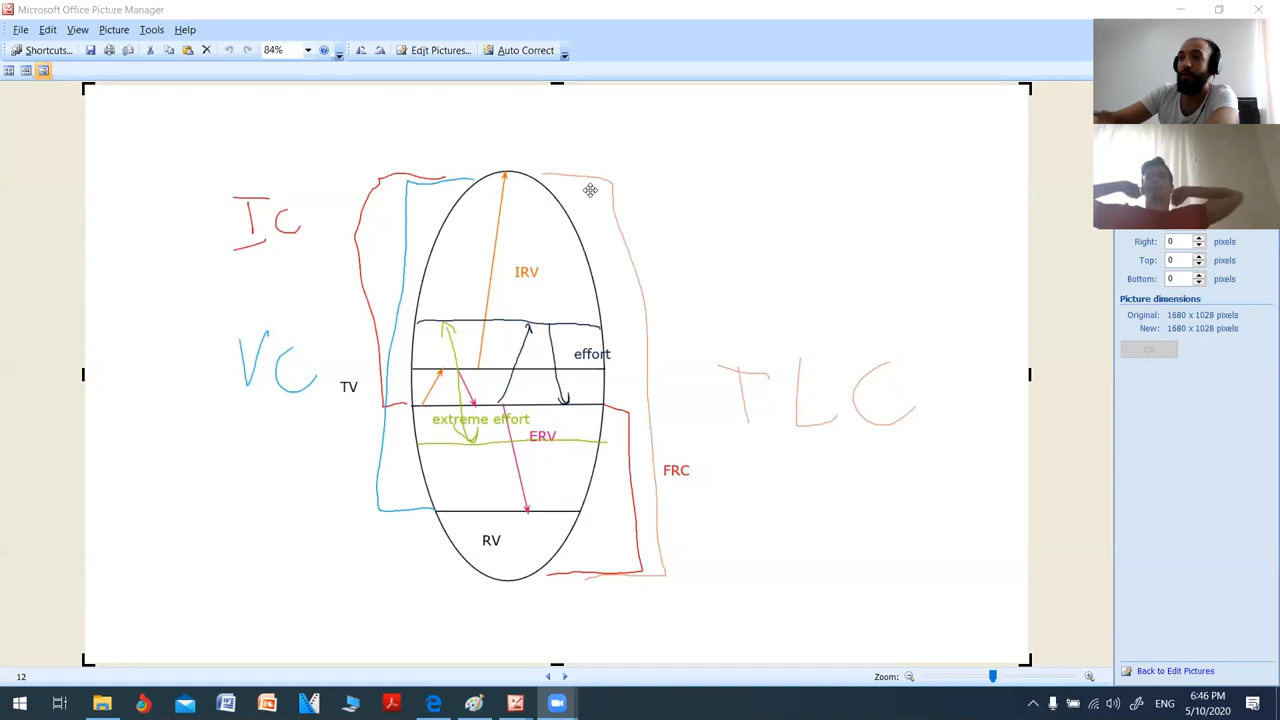 Microsoft Office Picture Manager
File Edit View Picture Tools Help
Shortcuts... 84% Edit Pictures... Auto Correct
IC
IRV
VC
effort
TV
TLC
extreme effort
ERV
FRC
RV
Right: 0 pixels
Top: 0 pixels
Bottom: 0 pixels
Picture dimensions
Original: 1680 x 1028 pixels
New: 1680 x 1028 pixels
OK
Back to Edit Pictures
12 Zoom:
ENG
6:46 PM
5/10/2020